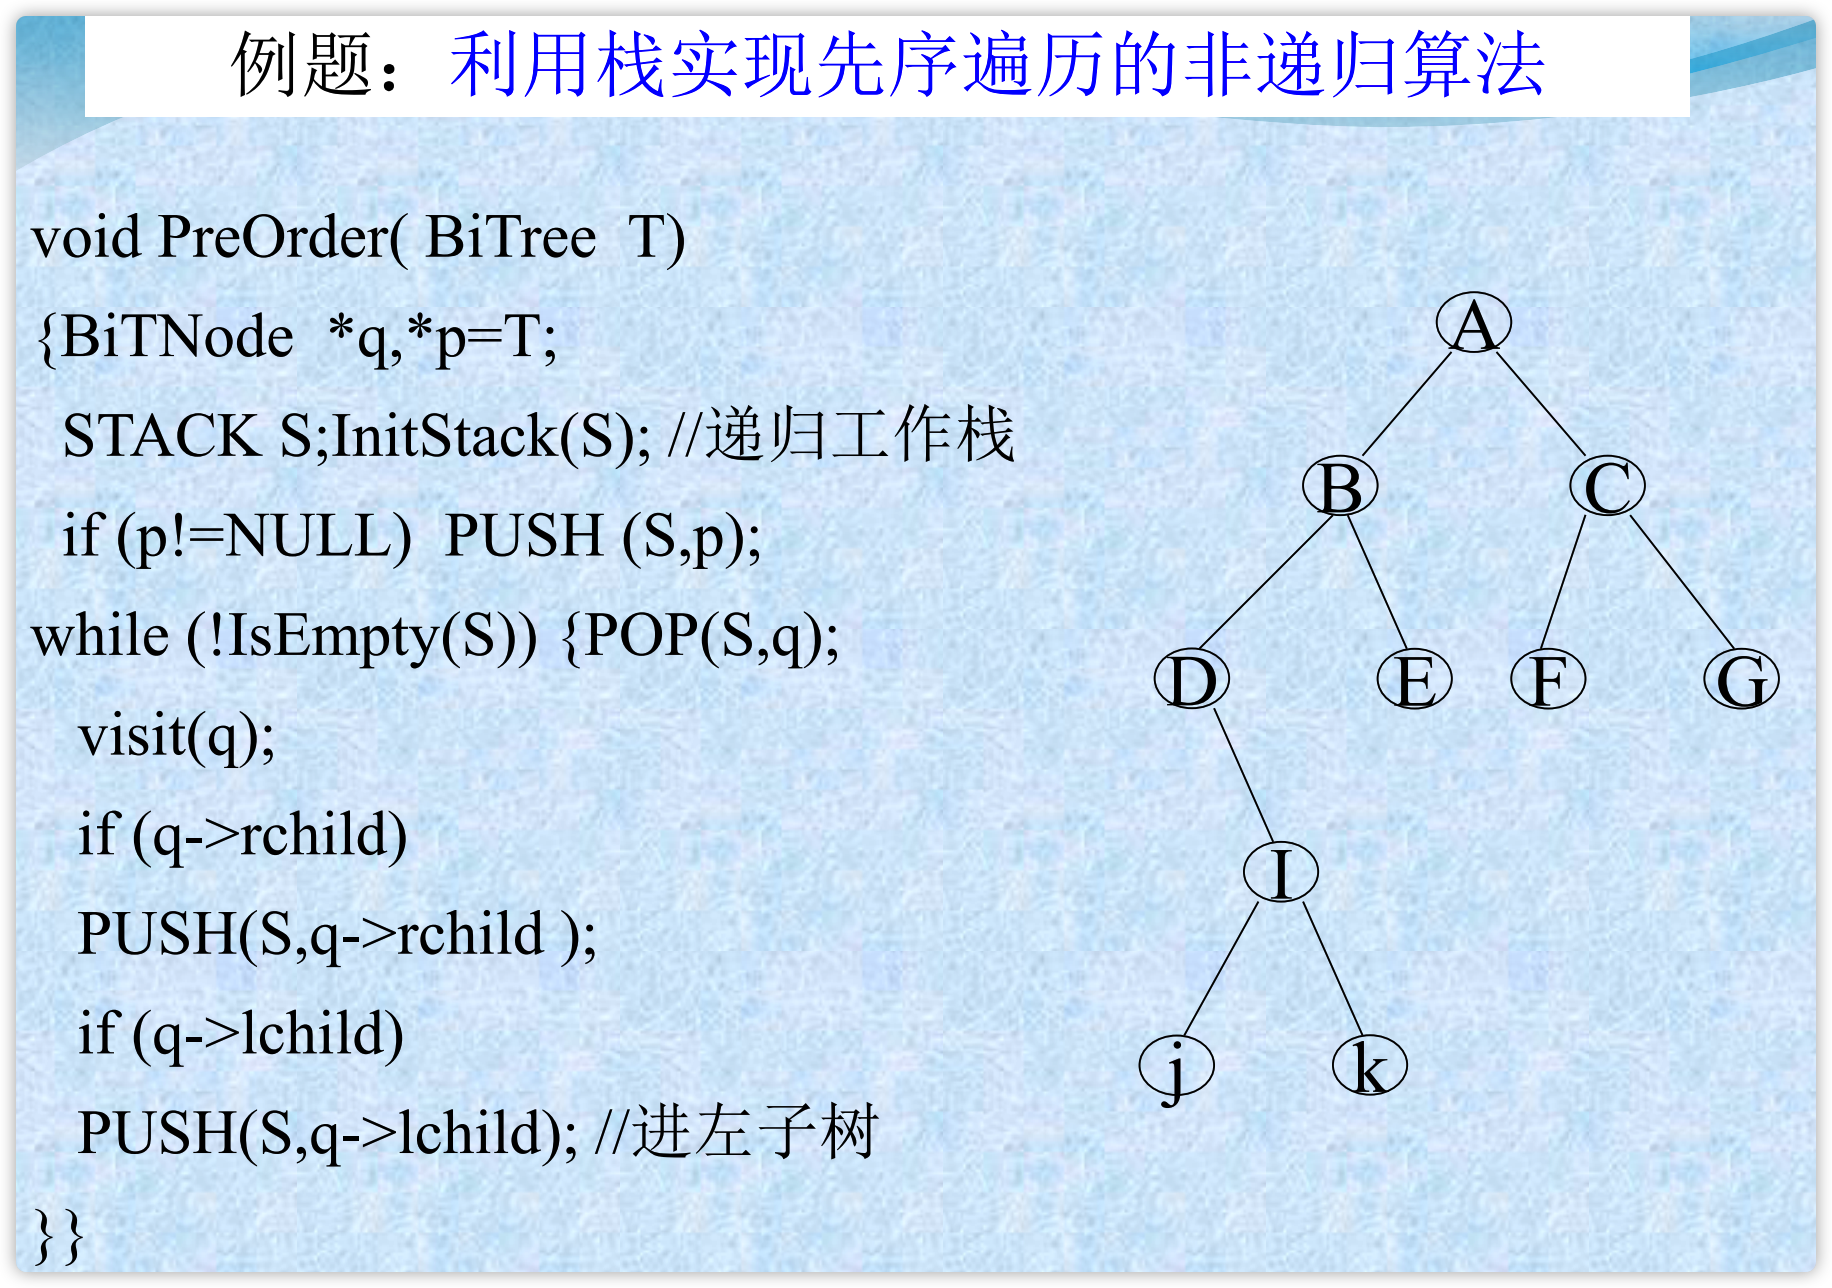 例题：利用栈实现先序遍历的非递归算法
void PreOrder( BiTree  T)
{BiTNode  *q,*p=T;
STACK S;InitStack(S); //递归工作栈
if (p!=NULL)  PUSH (S,p);
while (!IsEmpty(S)) {POP(S,q);
visit(q);
if (q->rchild)
PUSH(S,q->rchild );
if (q->lchild)
PUSH(S,q->lchild); //进左子树
}}
A
B C
D E F G
I
j k